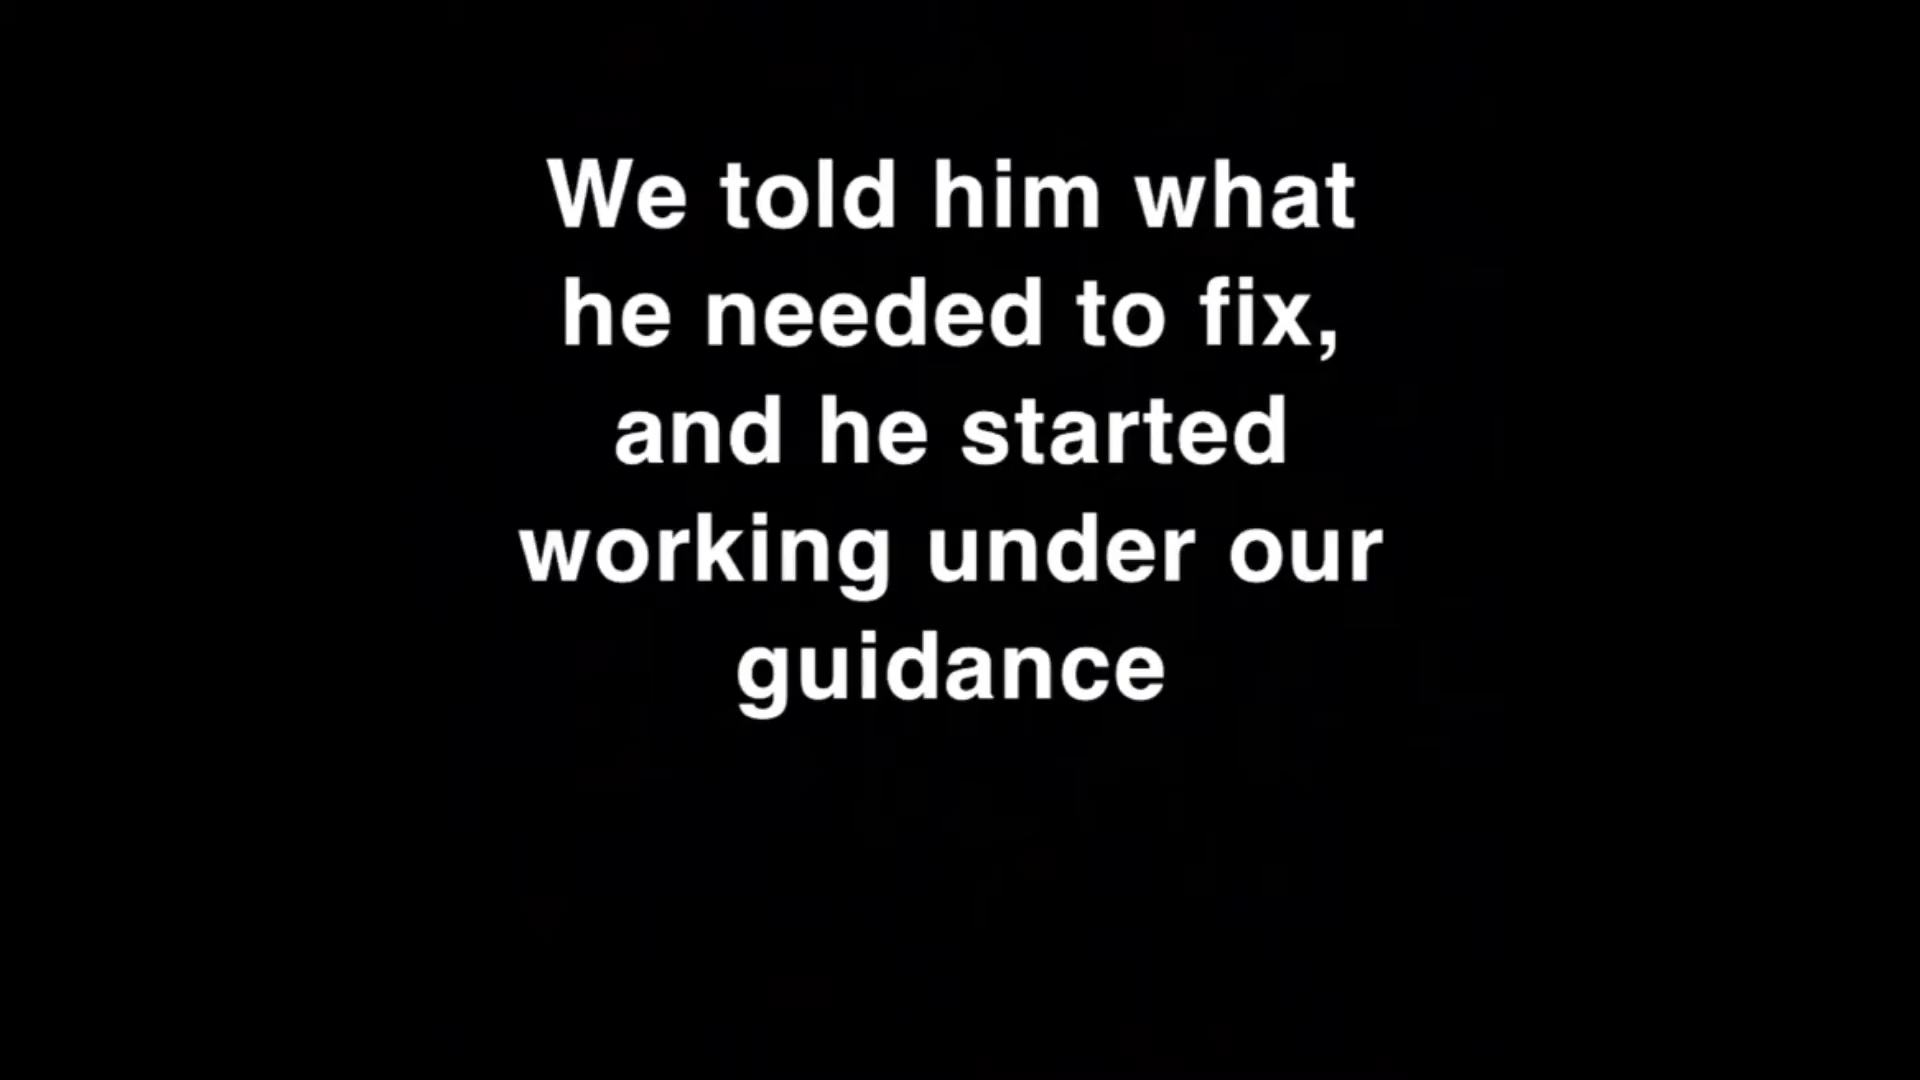 We told him what
he needed to fix,
and he started
working under our
guidance